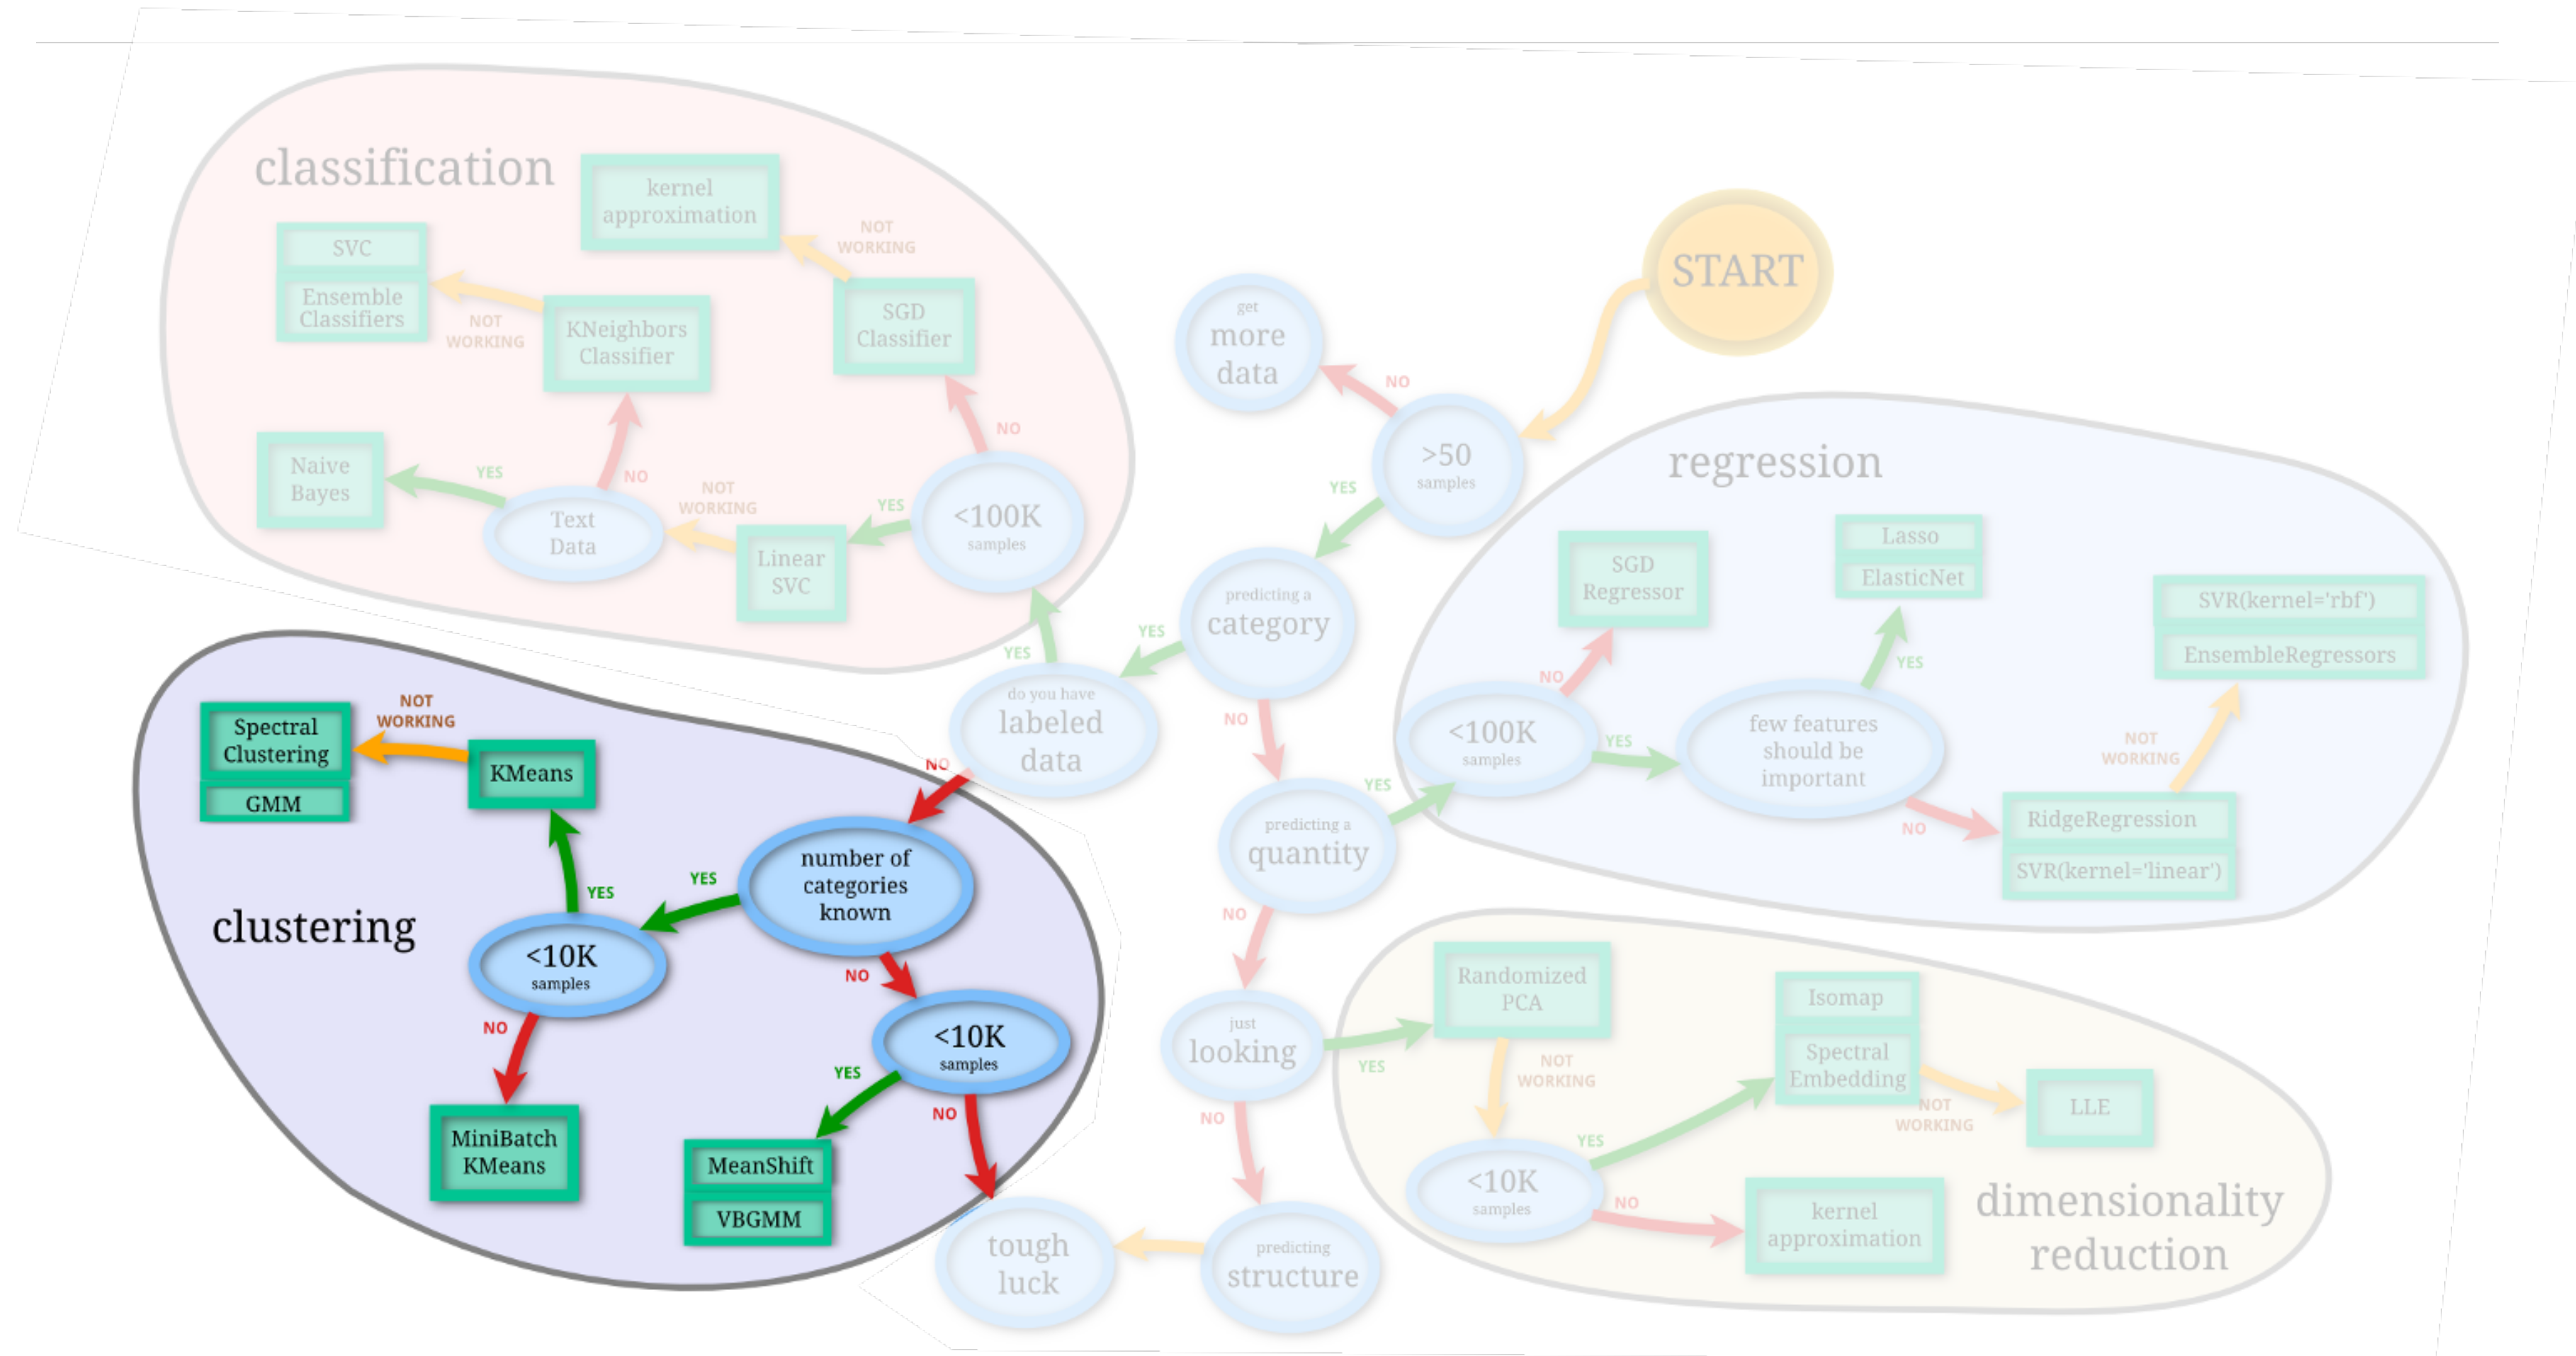 classification
kernel
approximation
NOT
WORKING
SVC
Ensemble
Classifiers
NOT
WORKING
KNeighbors
Classifier
SGD
Classifier
NO
Naive
Bayes
YES
NO
Text
Data
NOT
WORKING
YES
Linear
SVC
<100K
samples
START
get
more
data
NO
>50
samples
YES
predicting a
category
YES
YES
NO
do you have
labeled
data
NO
predicting a
quantity
YES
NO
just
looking
YES
NO
predicting
structure
tough
luck
regression
SGD
Regressor
Lasso
ElasticNet
SVR(kernel='rbf')
EnsembleRegressors
NO
YES
<100K
samples
YES
few features
should be
important
NOT
WORKING
NO
RidgeRegression
SVR(kernel='linear')
clustering
Spectral
Clustering
GMM
NOT
WORKING
KMeans
number of
categories
known
YES
YES
<10K
samples
NO
NO
<10K
samples
YES
NO
MiniBatch
KMeans
MeanShift
VBGMM
Randomized
PCA
NOT
WORKING
Isomap
Spectral
Embedding
NOT
WORKING
LLE
YES
<10K
samples
NO
kernel
approximation
dimensionality
reduction